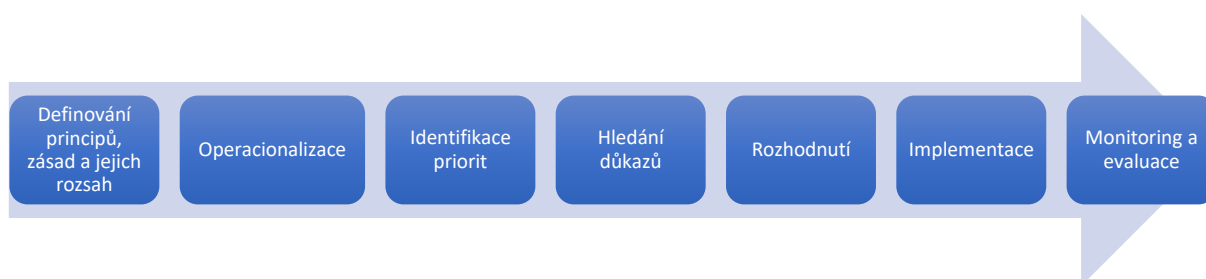 Definování
principů,
zásad a jejich
rozsah
Operacionalizace
Identifikace
priorit
Hledání
důkazů
Rozhodnutí
Implementace
Monitoring a
evaluace